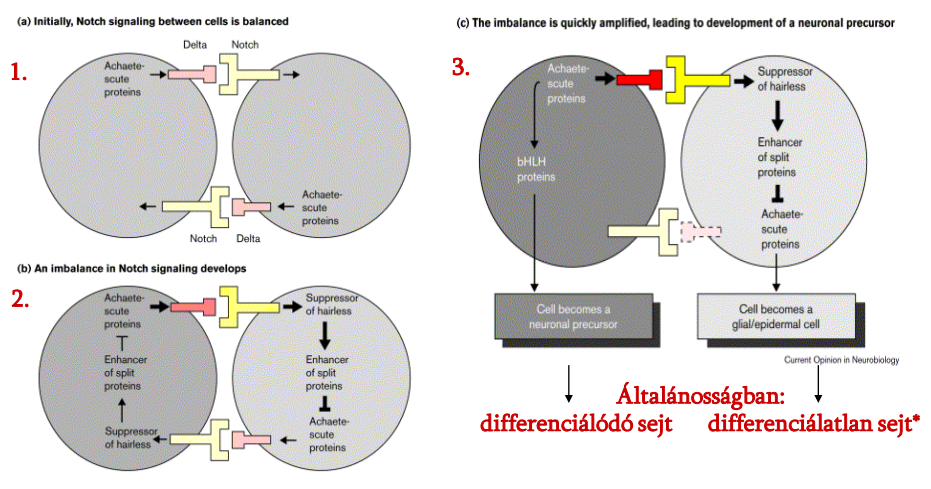 (a) Initially, Notch signaling between cells is balanced
1.
Delta
Notch
Achaete-
scute
proteins
Achaete-
scute
proteins
Notch
Delta
(b) An imbalance in Notch signaling develops
2.
Achaete-
scute
proteins
Enhancer
of split
proteins
Suppressor
of hairless
Suppressor
of hairless
Enhancer
of split
proteins
Achaete-
scute
proteins
(c) The imbalance is quickly amplified, leading to development of a neuronal precursor
3.
Achaete-
scute
proteins
bHLH
proteins
Suppressor
of hairless
Enhancer
of split
proteins
Achaete-
scute
proteins
Cell becomes a
neuronal precursor
Cell becomes a
glial/epidermal cell
Current Opinion in Neurobiology
Általánosságban:
differenciálódó sejt
differenciálatlan sejt*